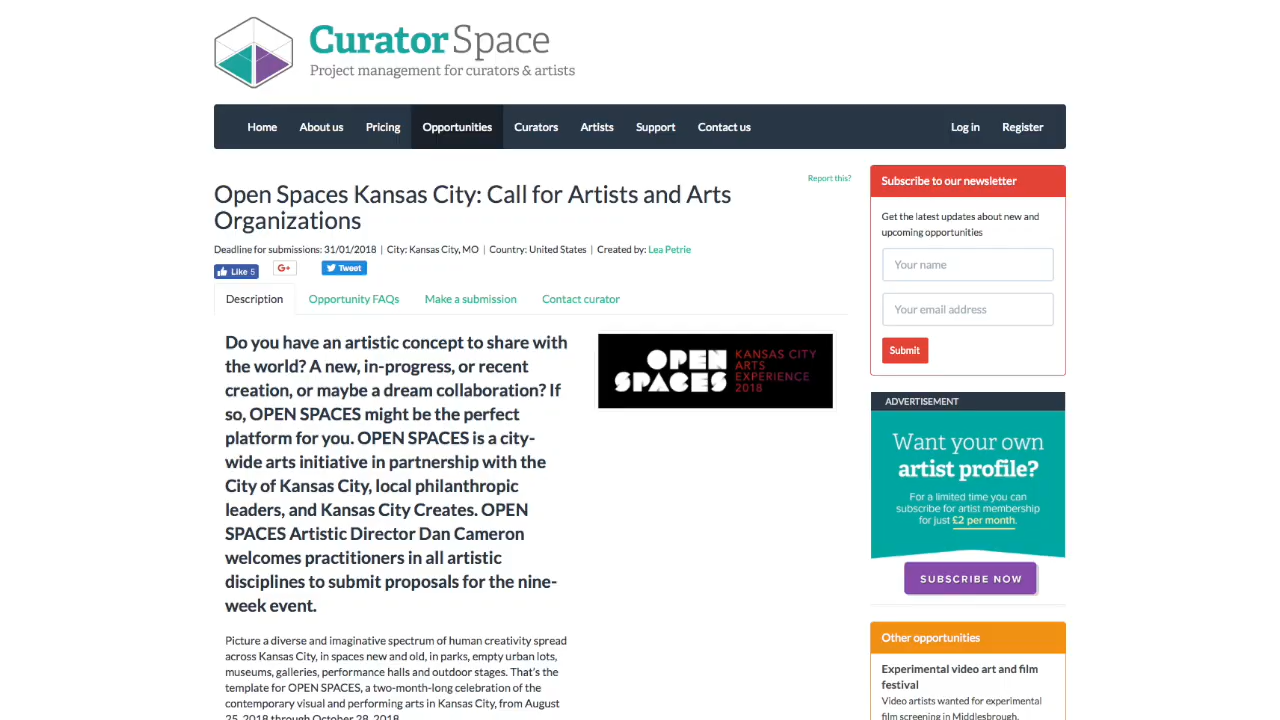 Curator Space
Project management for curators & artists
Home
About us
Pricing
Opportunities
Curators
Artists
Support
Contact us
Log in
Register
Report this?
Open Spaces Kansas City: Call for Artists and Arts
Organizations
Deadline for submissions: 31/01/2018 | City: Kansas City, MO | Country: United States | Created by: Lea Petrie
Like 5
G+
Tweet
Description
Opportunity FAQs
Make a submission
Contact curator
Do you have an artistic concept to share with
the world? A new, in-progress, or recent
creation, or maybe a dream collaboration? If
so, OPEN SPACES might be the perfect
platform for you. OPEN SPACES is a city-
wide arts initiative in partnership with the
City of Kansas City, local philanthropic
leaders, and Kansas City Creates. OPEN
SPACES Artistic Director Dan Cameron
welcomes practitioners in all artistic
disciplines to submit proposals for the nine-
week event.
Picture a diverse and imaginative spectrum of human creativity spread
across Kansas City, in spaces new and old, in parks, empty urban lots,
museums, galleries, performance halls and outdoor stages. That's the
template for OPEN SPACES, a two-month-long celebration of the
contemporary visual and performing arts in Kansas City, from August
25, 2018 through October 28, 2018.
OPEN
SPACES
KANSAS CITY
ARTS
EXPERIENCE
2018
Subscribe to our newsletter
Get the latest updates about new and
upcoming opportunities
Your name
Your email address
Submit
ADVERTISEMENT
Want your own
artist profile?
For a limited time you can
subscribe for artist membership
for just £2 per month.
SUBSCRIBE NOW
Other opportunities
Experimental video art and film
festival
Video artists wanted for experimental
film screening in Middlesbrough.